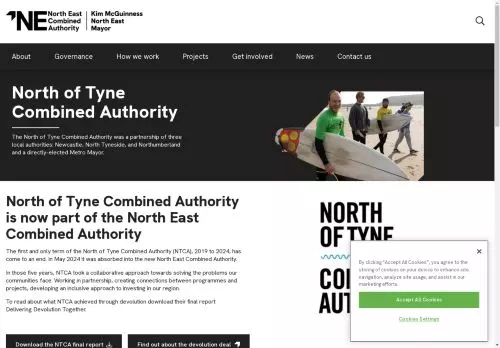 North East
Combined
Authority
Kim McGuinness
North East
Mayor
About
Governance
How we work
Projects
Get involved
News
Contact us
North of Tyne
Combined Authority
The North of Tyne Combined Authority was a partnership of three
local authorities: Newcastle, North Tyneside, and Northumberland
and a directly-elected Metro Mayor.
North of Tyne Combined Authority
is now part of the North East
Combined Authority
The first and only term of the North of Tyne Combined Authority (NTCA), 2019 to 2024, has
come to an end. In May 2024 it was absorbed into the new North East Combined Authority.
In those five years, NTCA took a collaborative approach towards solving the problems our
communities face. Working in partnership, creating connections between programmes and
projects, developing an inclusive approach to investing in our region.
To read about what NTCA achieved through devolution download their final report
Delivering Devolution Together.
Download the NTCA final report
Find out about the devolution deal
NORTH
OF TYNE
By clicking “Accept All Cookies”, you agree to the
storing of cookies on your device to enhance site
navigation, analyze site usage, and assist in our
marketing efforts.
Accept All Cookies
Cookies Settings